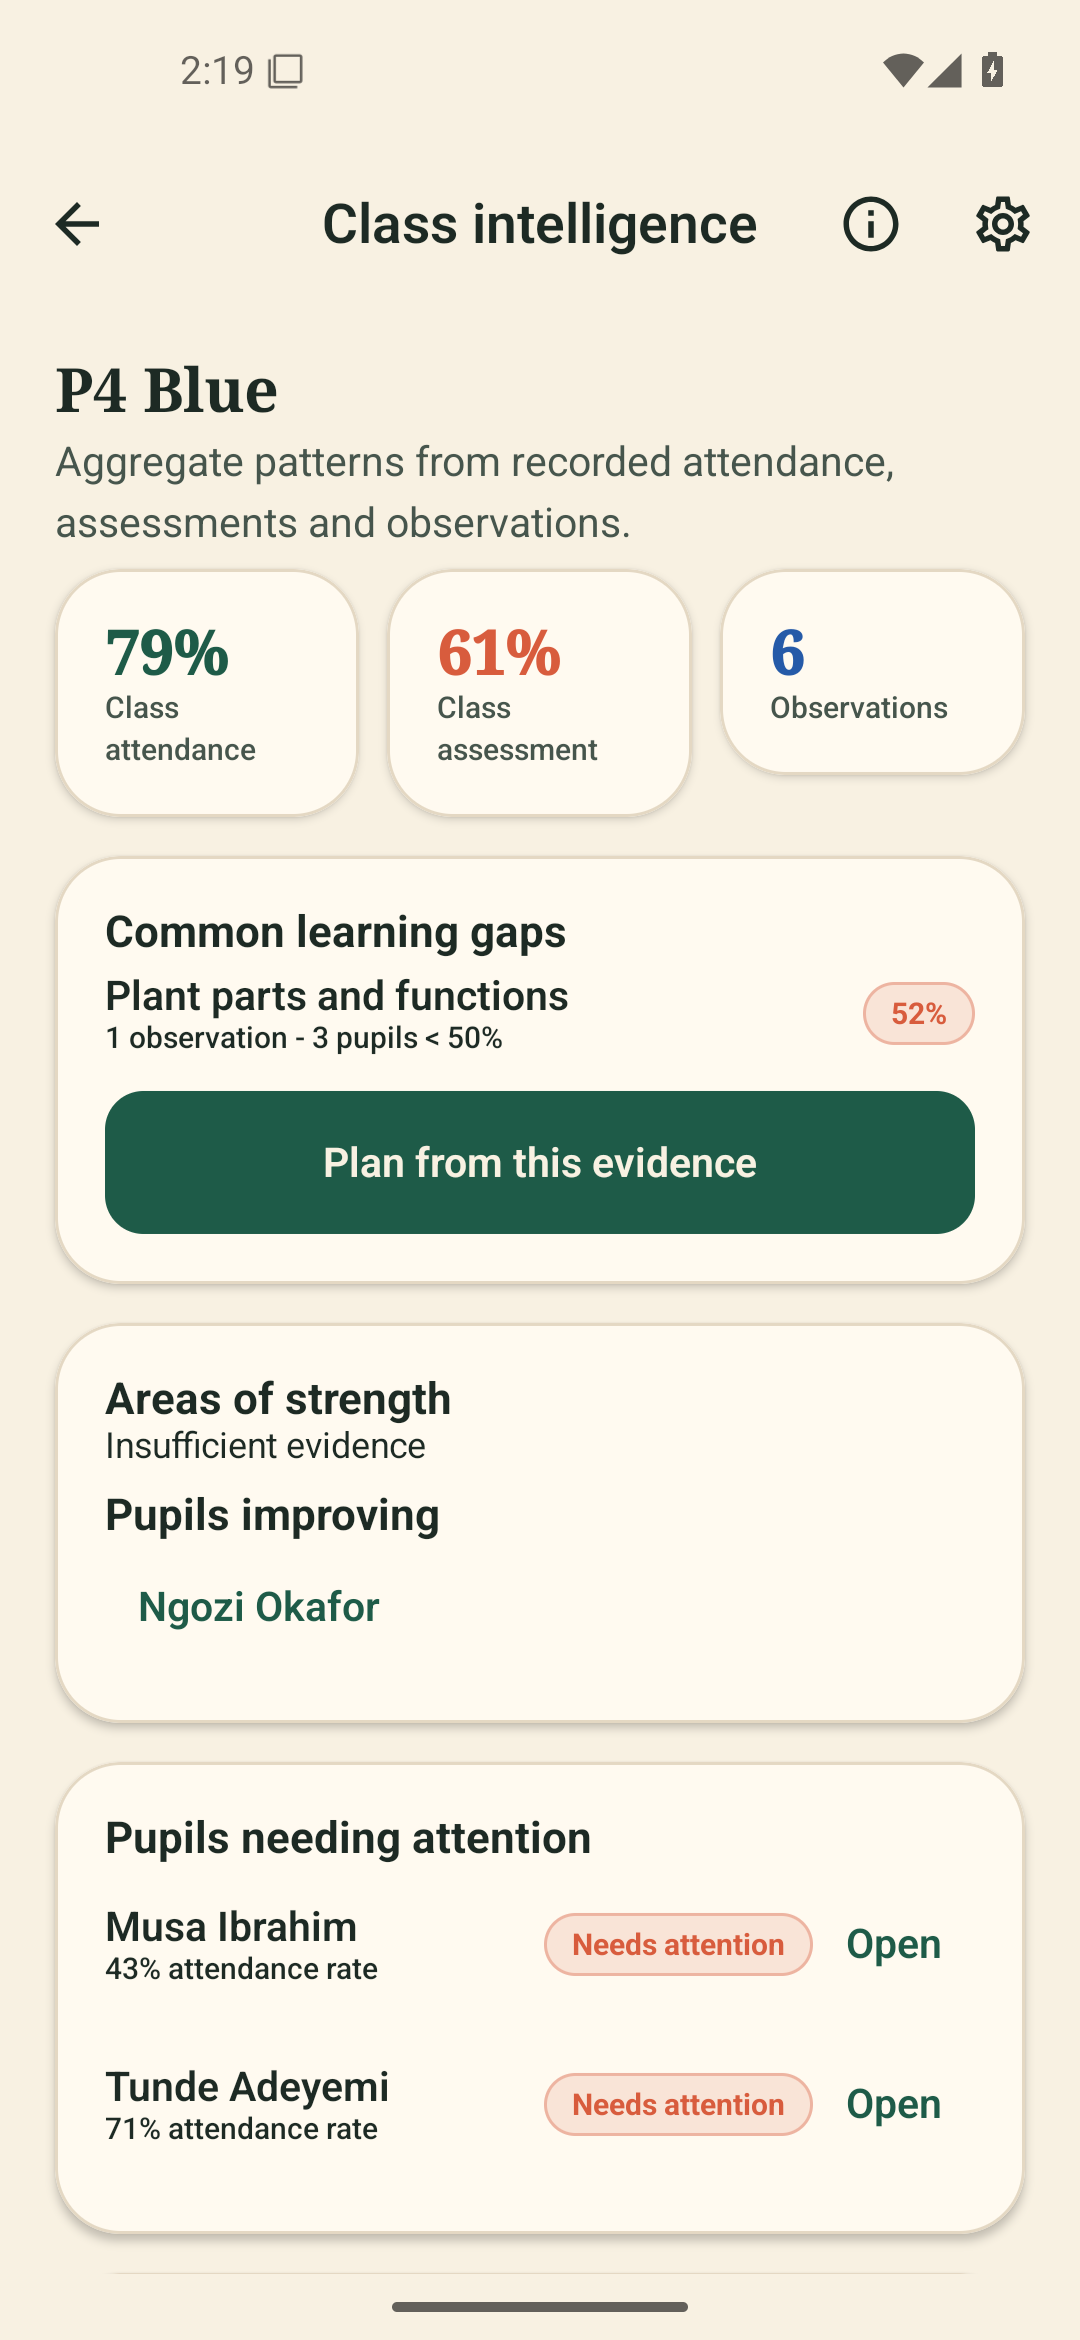 2:19
Class intelligence
P4 Blue
Aggregate patterns from recorded attendance,
assessments and observations.
79%
Class
attendance
61%
Class
assessment
6
Observations
Common learning gaps
Plant parts and functions
1 observation - 3 pupils < 50%
52%
Plan from this evidence
Areas of strength
Insufficient evidence
Pupils improving
Ngozi Okafor
Pupils needing attention
Musa Ibrahim
43% attendance rate
Needs attention
Open
Tunde Adeyemi
71% attendance rate
Needs attention
Open